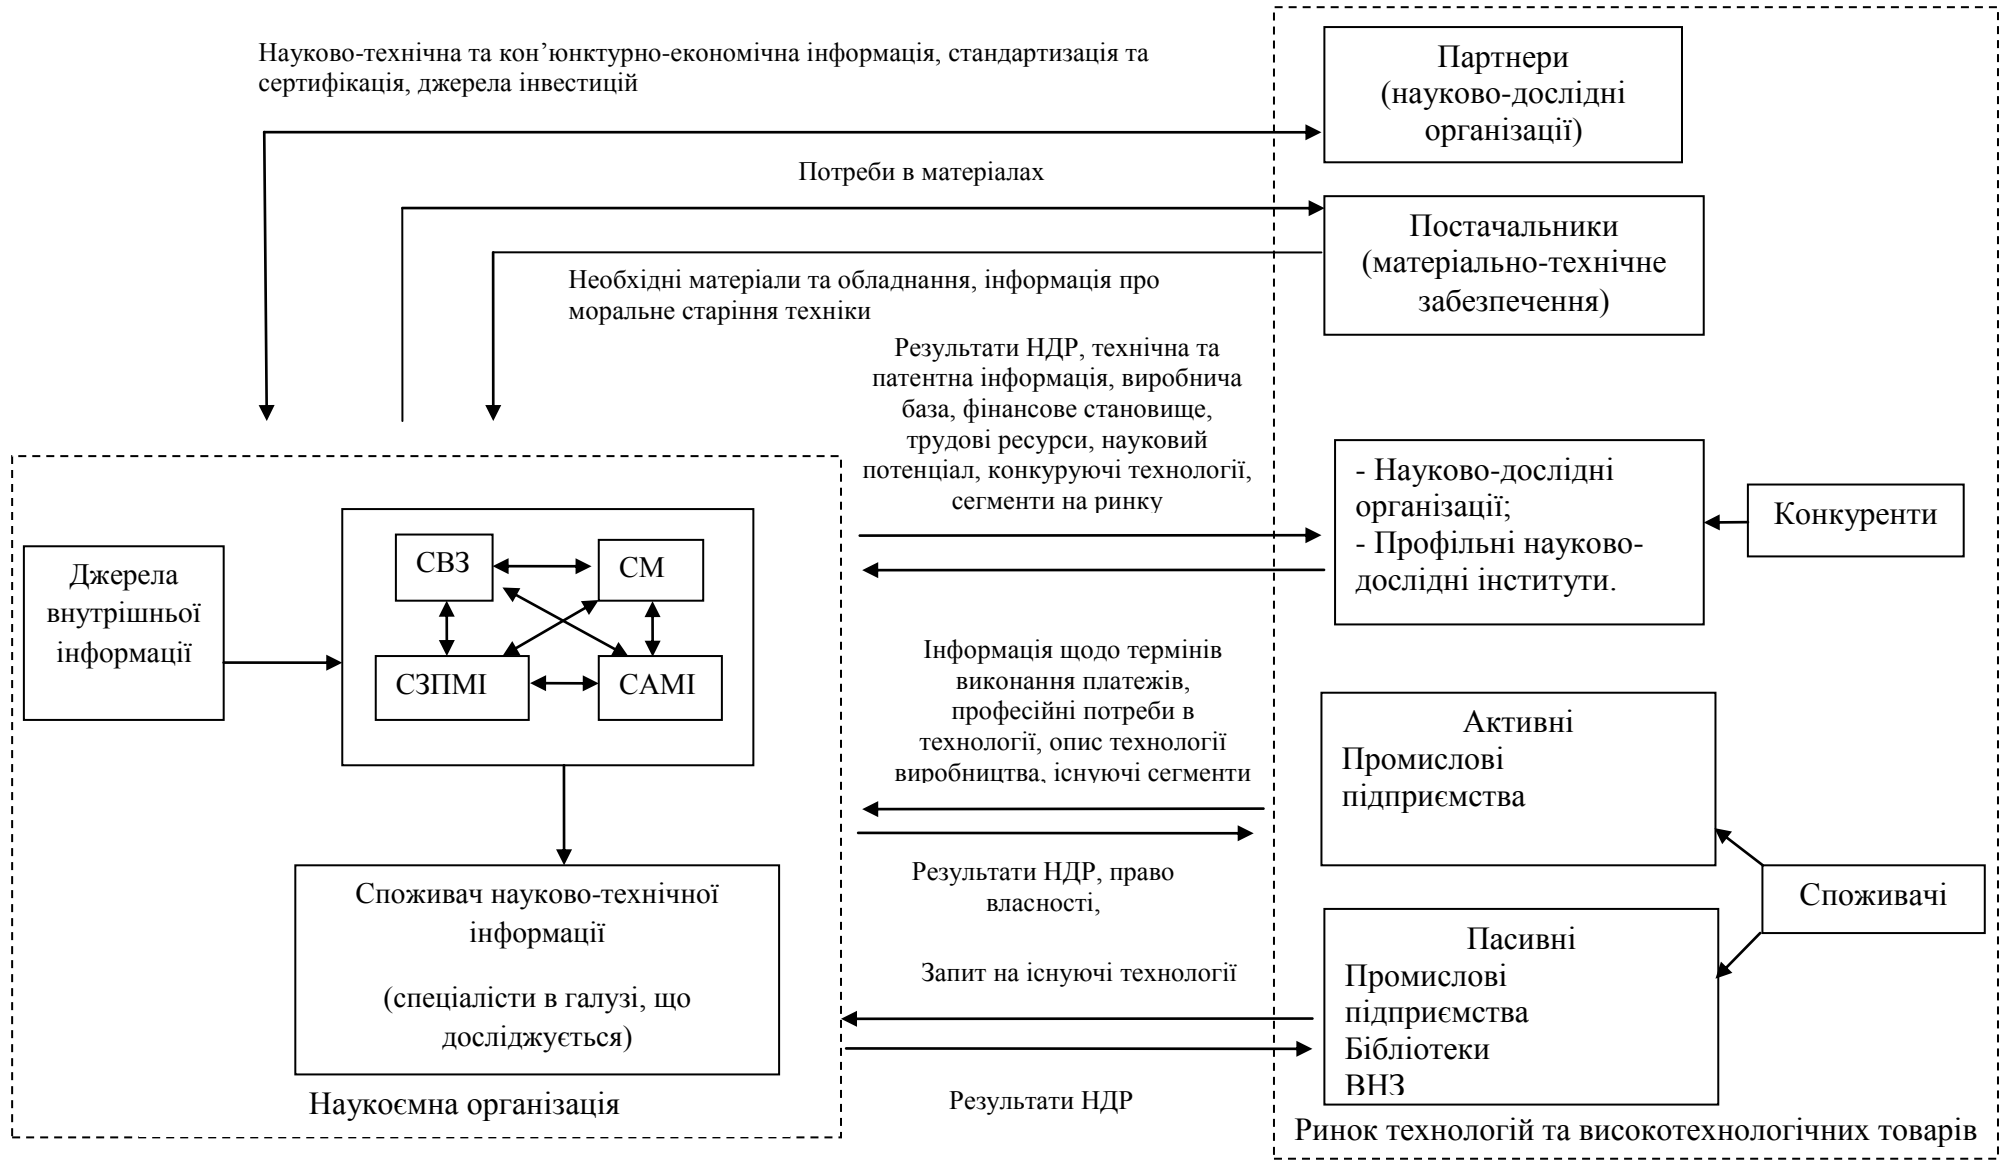 Науково-технічна та кон’юнктурно-економічна інформація, стандартизація та
сертифікація, джерела інвестицій
Партнери
(науково-дослідні
організації)
Потреби в матеріалах
Постачальники
(матеріально-технічне
забезпечення)
Необхідні матеріали та обладнання, інформація про
моральне старіння техніки
Результати НДР, технічна та
патентна інформація, виробнича
база, фінансове становище,
трудові ресурси, науковий
потенціал, конкуруючі технології,
сегменти на ринку
- Науково-дослідні
організації;
- Профільні науково-
дослідні інститути.
Конкуренти
Джерела
внутрішньої
інформації
СВЗ
СМ
СЗПМІ
САМІ
Інформація щодо термінів
виконання платежів,
професійні потреби в
технології, опис технології
виробництва, існуючі сегменти
Активні
Промислові
підприємства
Споживач науково-технічної
інформації
(спеціалісти в галузі, що
досліджується)
Результати НДР, право
власності,
Споживачі
Запит на існуючі технології
Пасивні
Промислові
підприємства
Бібліотеки
ВНЗ
Результати НДР
Наукоємна організація
Ринок технологій та високотехнологічних товарів